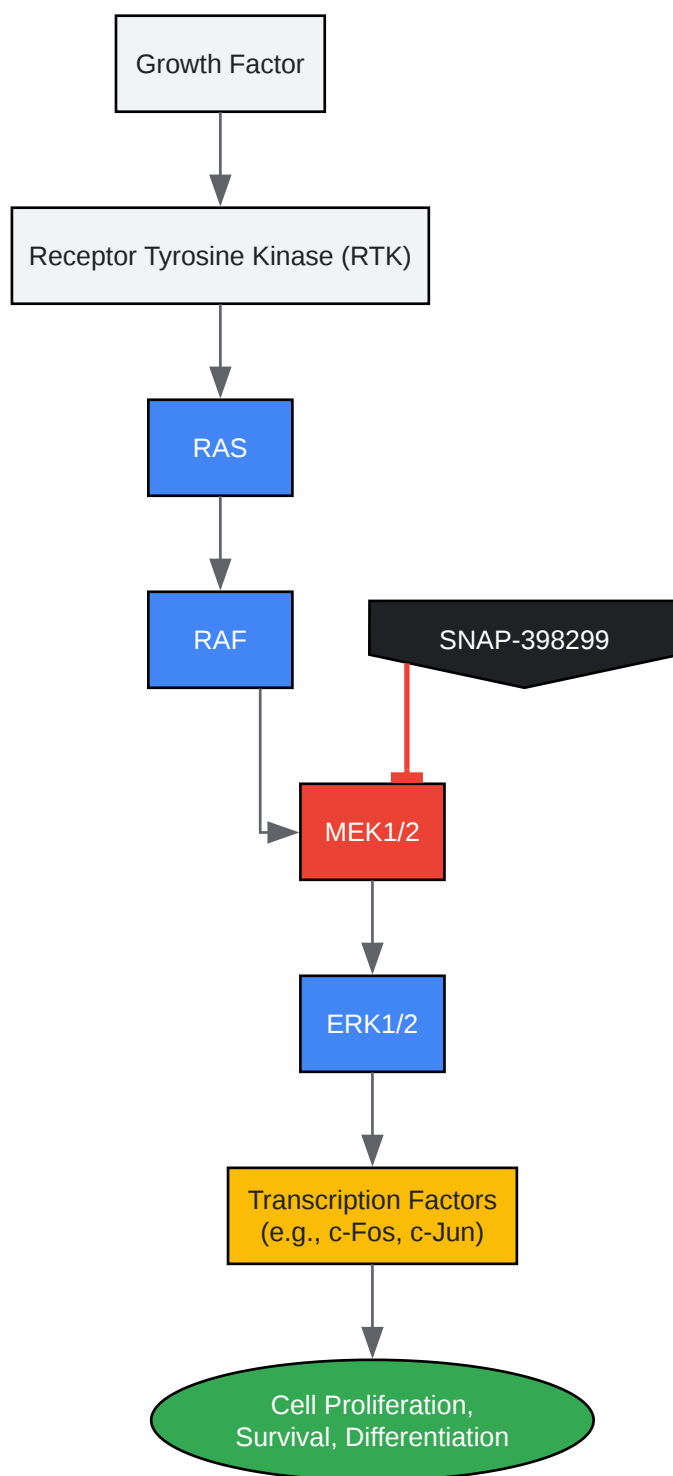 Growth Factor
Receptor Tyrosine Kinase (RTK)
RAS
RAF
SNAP-398299
MEK1/2
ERK1/2
Transcription Factors
(e.g., c-Fos, c-Jun)
Cell Proliferation,
Survival, Differentiation